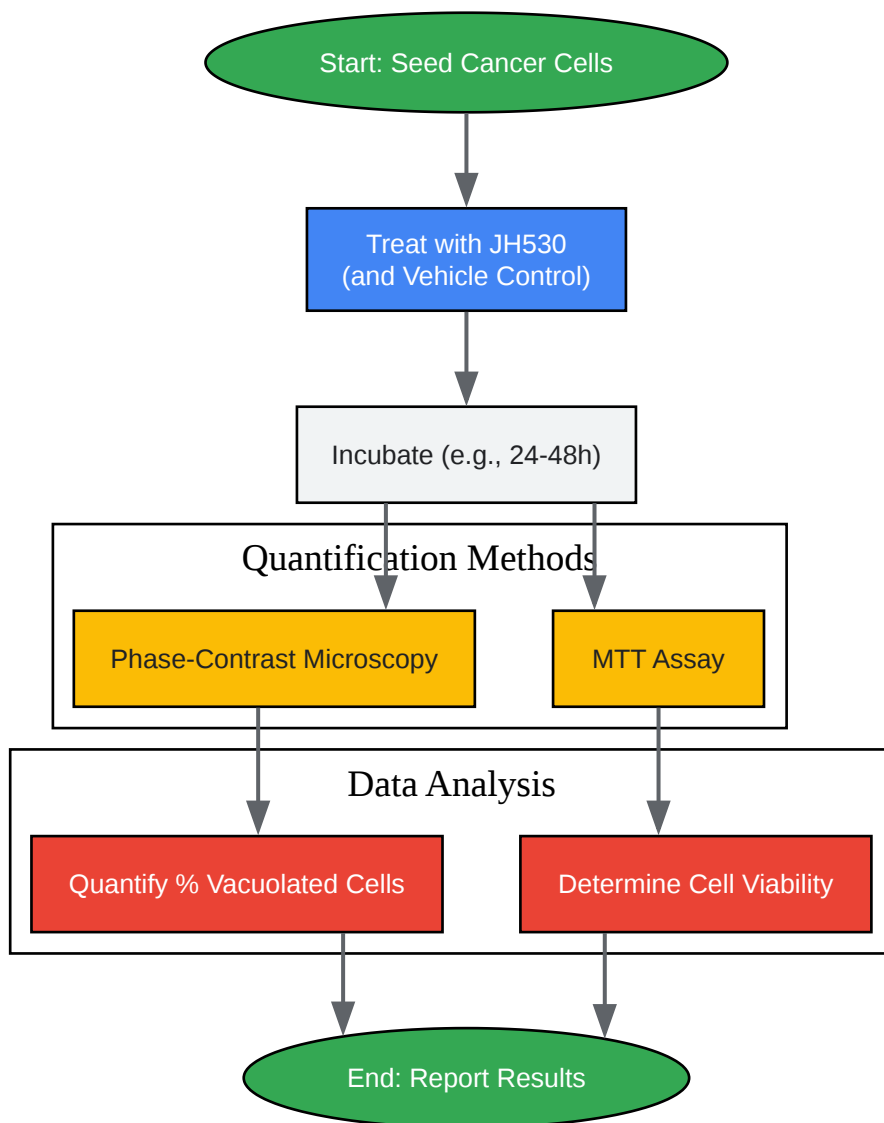 Start: Seed Cancer Cells
Treat with JH530
(and Vehicle Control)
Incubate (e.g., 24-48h)
Quantification Methods
Phase-Contrast Microscopy
MTT Assay
Data Analysis
Quantify % Vacuolated Cells
Determine Cell Viability
End: Report Results